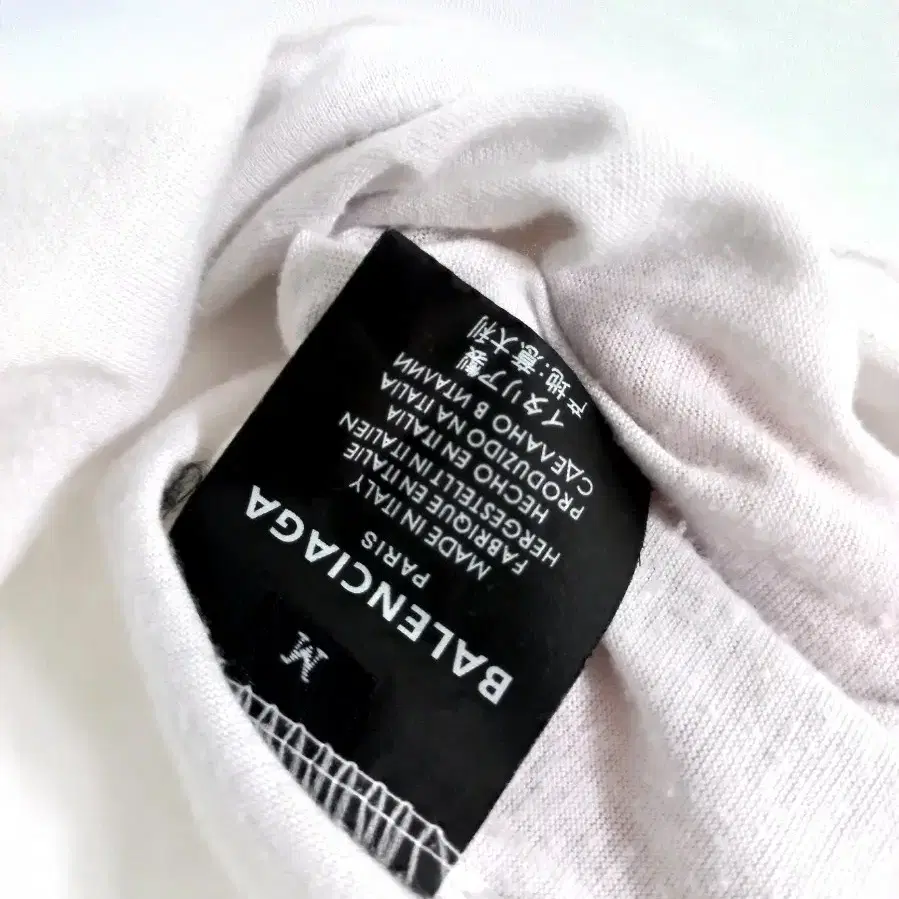 M
BALENCIAGA
PARIS
MADE IN ITALY
FABRIQUE EN ITALIE
HERGESTELLT IN ITALIEN
HECHO EN ITALIA
PRODUZIDO NA ITALIA
СДЕЛАНО В ИТАЛИИ
イタリア製
产地:意大利